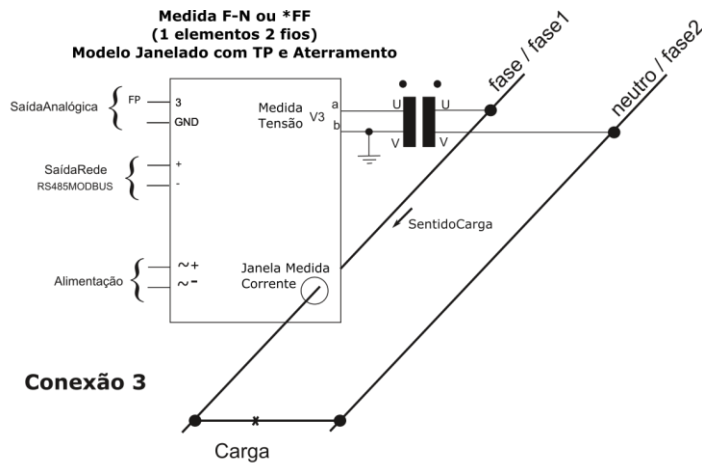 Medida F-N ou *FF
(1 elementos 2 fios)
Modelo Janelado com TP e Aterramento
fase / fase1
neutro / fase2
SaídaAnalógica { FP 3
GND
Medida
Tensão V3
a
b
U U
V V
SaídaRede
RS485MODBUS
+
-
SentidoCarga
Alimentação { ~+
~-
Janela Medida
Corrente
Conexão 3
x
Carga